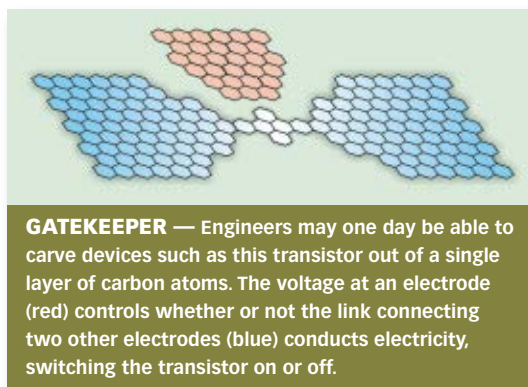 GATEKEEPER — Engineers may one day be able to
carve devices such as this transistor out of a single
layer of carbon atoms. The voltage at an electrode
(red) controls whether or not the link connecting
two other electrodes (blue) conducts electricity,
switching the transistor on or off.